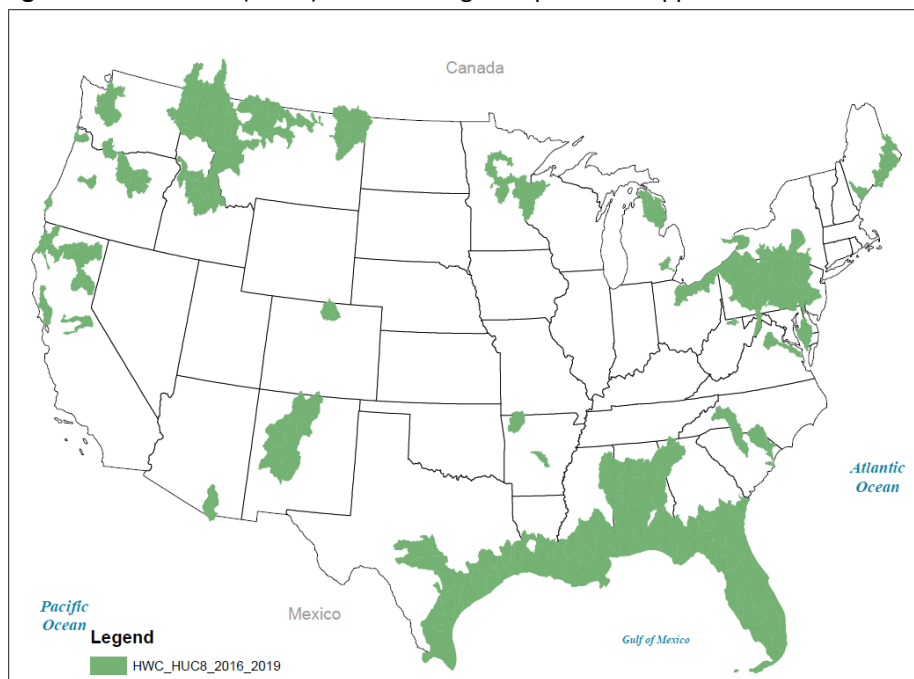 Canada
Atlantic
Ocean
Pacific
Ocean
Mexico
Gulf of Mexico
Legend
HWC_HUC8_2016_2019